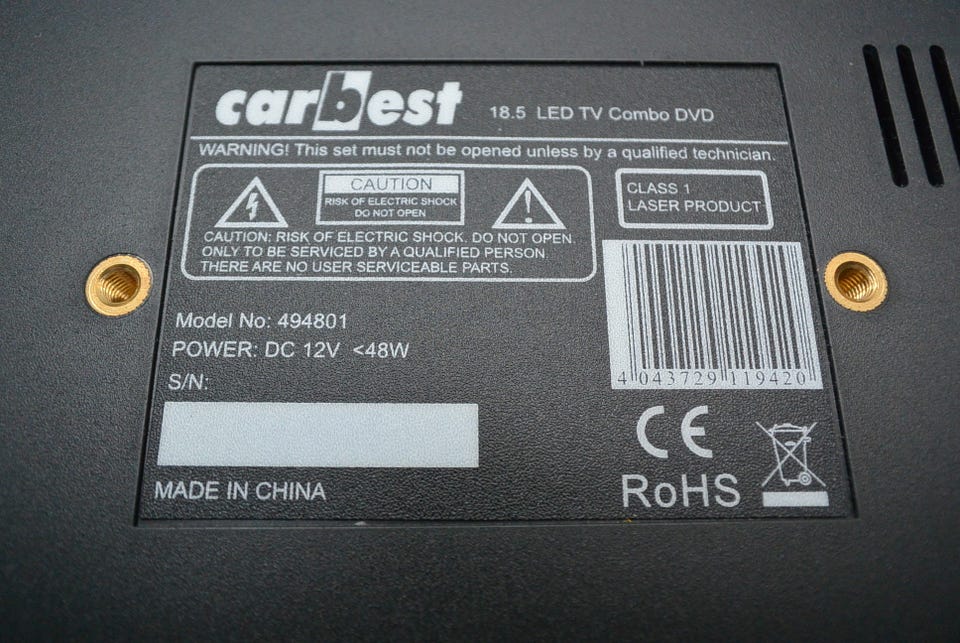 carbest 18.5 LED TV Combo DVD
WARNING! This set must not be opened unless by a qualified technician.
CAUTION
RISK OF ELECTRIC SHOCK
DO NOT OPEN
CAUTION: RISK OF ELECTRIC SHOCK. DO NOT OPEN.
ONLY TO BE SERVICED BY A QUALIFIED PERSON.
THERE ARE NO USER SERVICEABLE PARTS.
CLASS 1
LASER PRODUCT
4 043729 119420
Model No: 494801
POWER: DC 12V <48W
S/N:
MADE IN CHINA
CE
RoHS